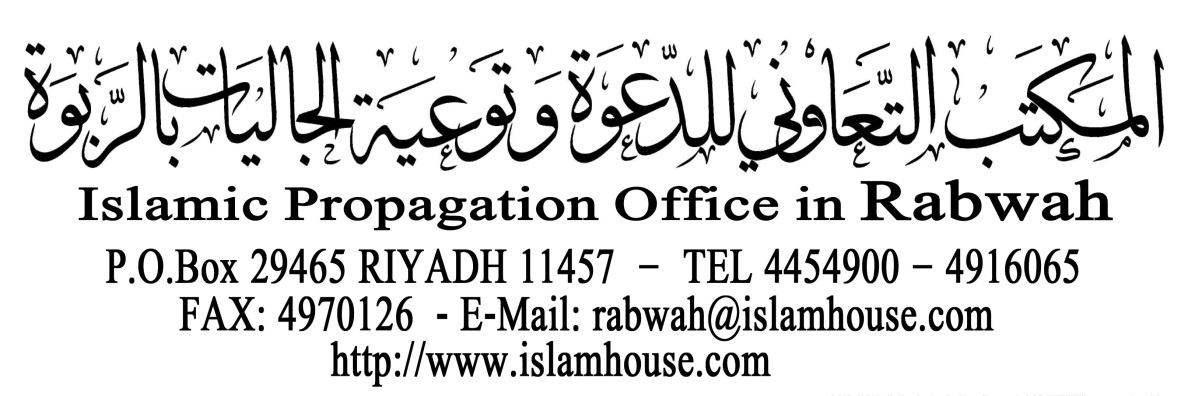 المكتب التعاوني للدعوة وتوعية الجاليات بالربوة
Islamic Propagation Office in Rabwah
P.O.Box 29465 RIYADH 11457 – TEL 4454900 – 4916065
FAX: 4970126 - E-Mail: rabwah@islamhouse.com
http://www.islamhouse.com